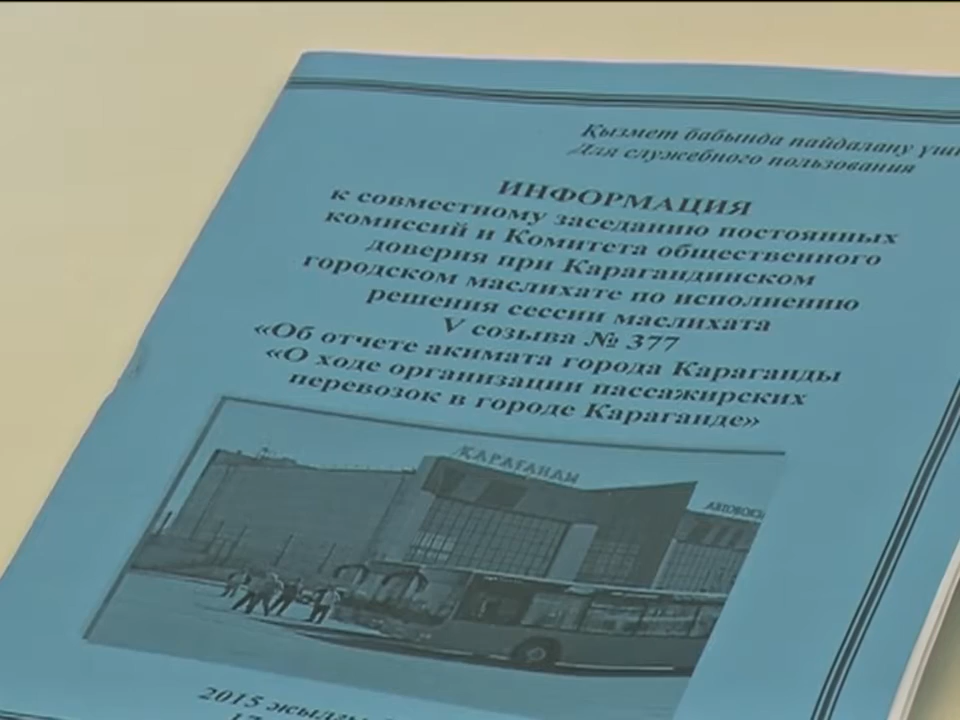 Қызмет бабында пайдалану үшін
Для служебного пользования
ИНФОРМАЦИЯ
к совместному заседанию постоянных
комиссий и Комитета общественного
доверия при Карагандинском
городском маслихате по исполнению
решения сессии маслихата
V созыва № 377
«Об отчете акимата города Караганды
«О ходе организации пассажирских
перевозок в городе Караганде»
ҚАРАҒАНДЫ
2015